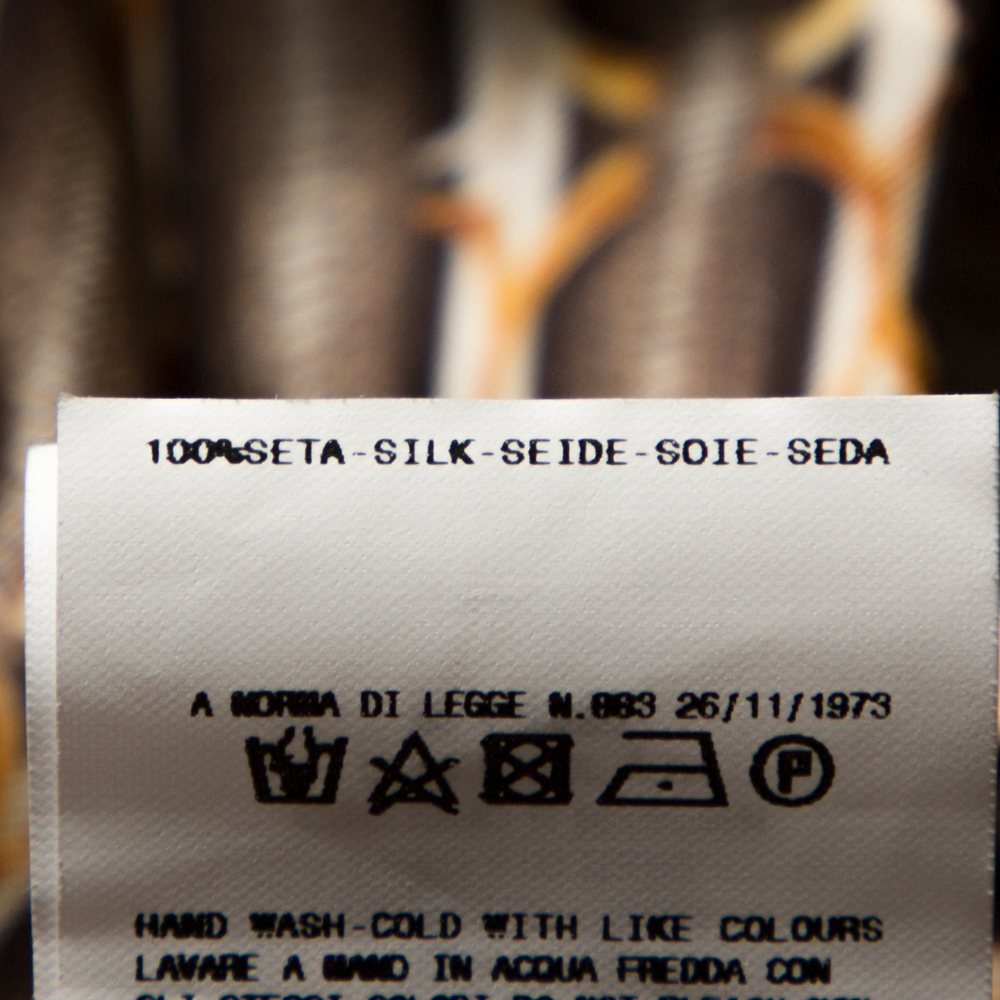 100%SETA-SILK-SEIDE-SOIE-SEDA
A NORMA DI LEGGE N.883 26/11/1973
P
HAND WASH-COLD WITH LIKE COLOURS
LAVARE A MANO IN ACQUA FREDDA CON